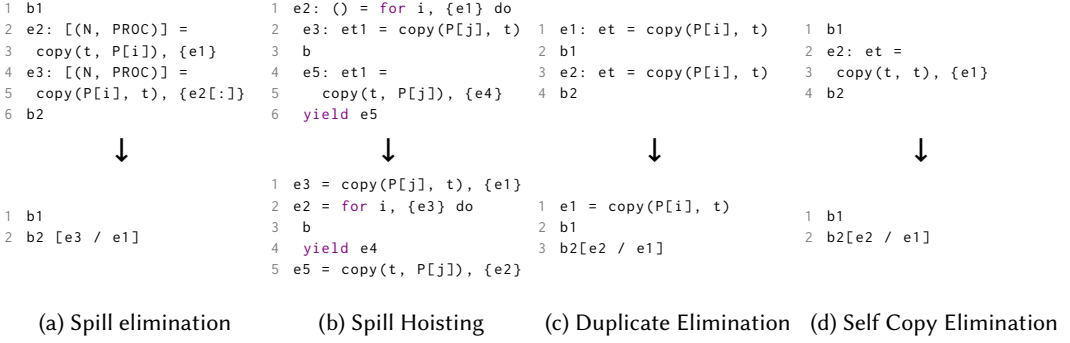 1 b1
2 e2: [(N, PROC)] =
3  copy(t, P[i]), {e1}
4 e3: [(N, PROC)] =
5  copy(P[i], t), {e2[:]}
6 b2
↓
1 b1
2 b2 [e3 / e1]
(a) Spill elimination
1 e2: () = for i, {e1} do
2  e3: et1 = copy(P[j], t)
3  b
4  e5: et1 =
5    copy(t, P[j]), {e4}
6  yield e5
↓
1 e3 = copy(P[j], t), {e1}
2 e2 = for i, {e3} do
3  b
4  yield e4
5 e5 = copy(t, P[j]), {e2}
(b) Spill Hoisting
1 e1: et = copy(P[i], t)
2 b1
3 e2: et = copy(P[i], t)
4 b2
↓
1 e1 = copy(P[i], t)
2 b1
3 b2[e2 / e1]
(c) Duplicate Elimination
1 b1
2 e2: et =
3  copy(t, t), {e1}
4 b2
↓
1 b1
2 b2[e2 / e1]
(d) Self Copy Elimination